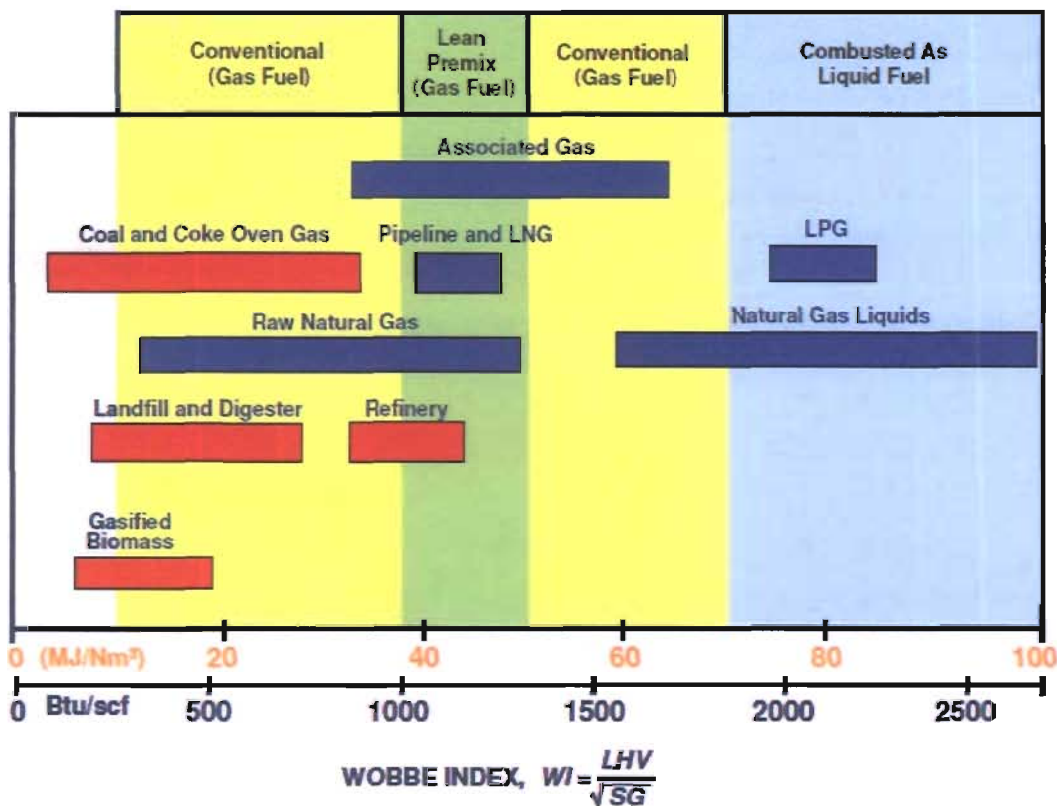 Conventional
(Gas Fuel)
Lean
Premix
(Gas Fuel)
Conventional
(Gas Fuel)
Combusted As
Liquid Fuel
Associated Gas
Coal and Coke Oven Gas
Pipeline and LNG
LPG
Raw Natural Gas
Natural Gas Liquids
Landfill and Digester
Refinery
Gasified
Biomass
0 (MJ/Nm³) 20 40 60 80 100
0 Btu/scf 500 1000 1500 2000 2500
WOBBE INDEX, WI = LHV / √SG